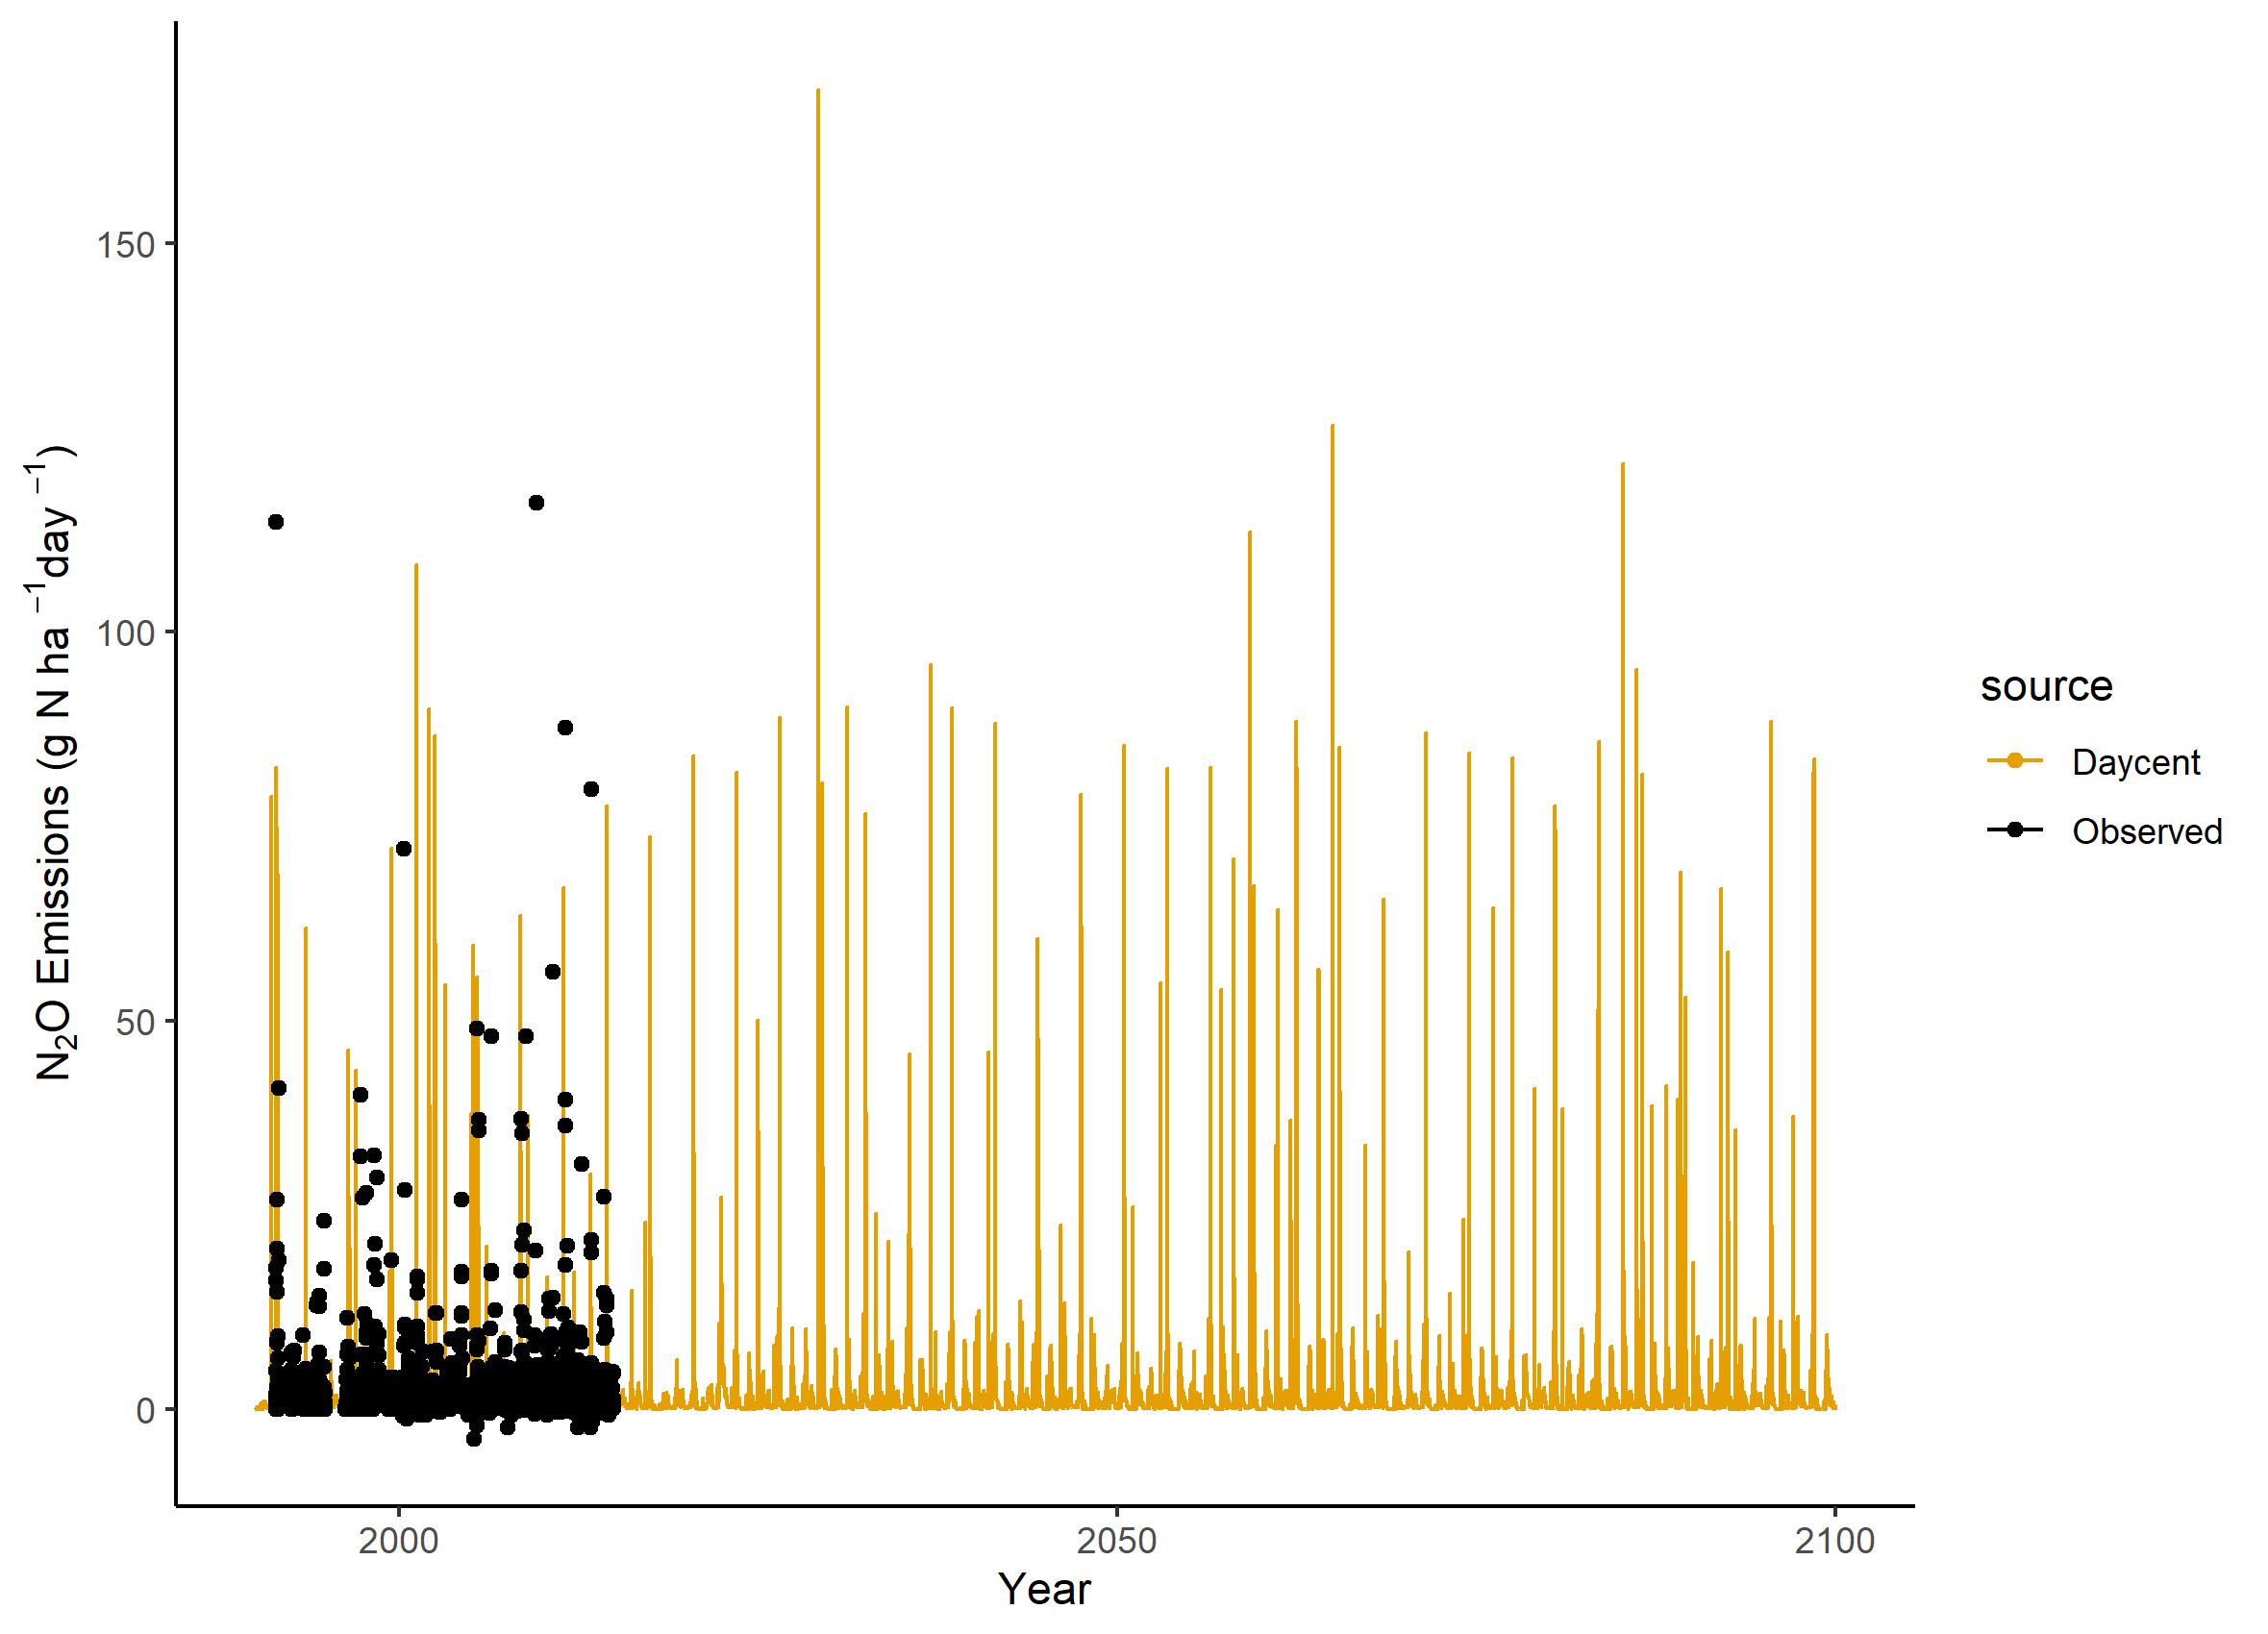 150
100
50
0
N₂O Emissions (g N ha ⁻¹day ⁻¹)
2000
2050
2100
Year
source
Daycent
Observed